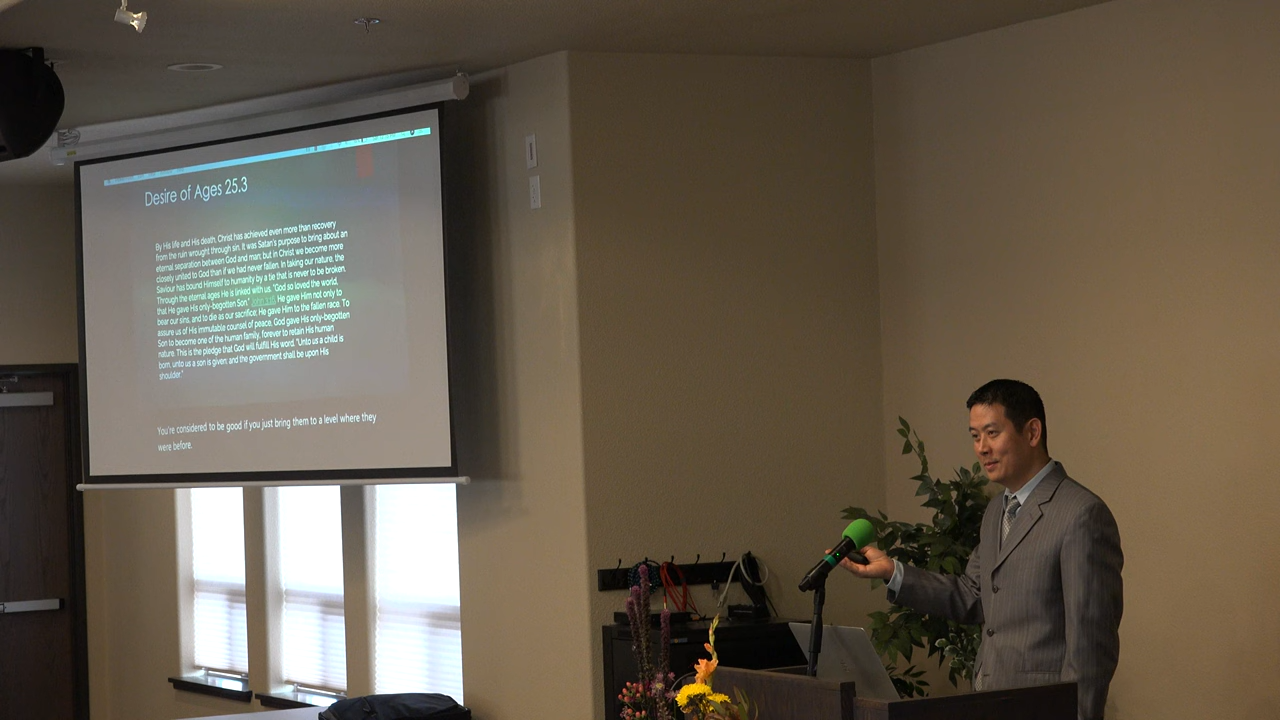 Desire of Ages 25.3
By His life and His death, Christ has achieved even more than recovery
from the ruin wrought through sin. It was Satan's purpose to bring about an
eternal separation between God and man; but in Christ we become more
closely united to God than if we had never fallen. In taking our nature, the
Saviour has bound Himself to humanity by a tie that is never to be broken.
Through the eternal ages He is linked with us. "God so loved the world,
that He gave His only-begotten Son." John 3:16. He gave Him not only to
bear our sins, and to die as our sacrifice; He gave Him to the fallen race. To
assure us of His immutable counsel of peace, God gave His only-begotten
Son to become one of the human family, forever to retain His human
nature. This is the pledge that God will fulfill His word. "Unto us a child is
born, unto us a son is given: and the government shall be upon His
shoulder."
You're considered to be good if you just bring them to a level where they
were before.